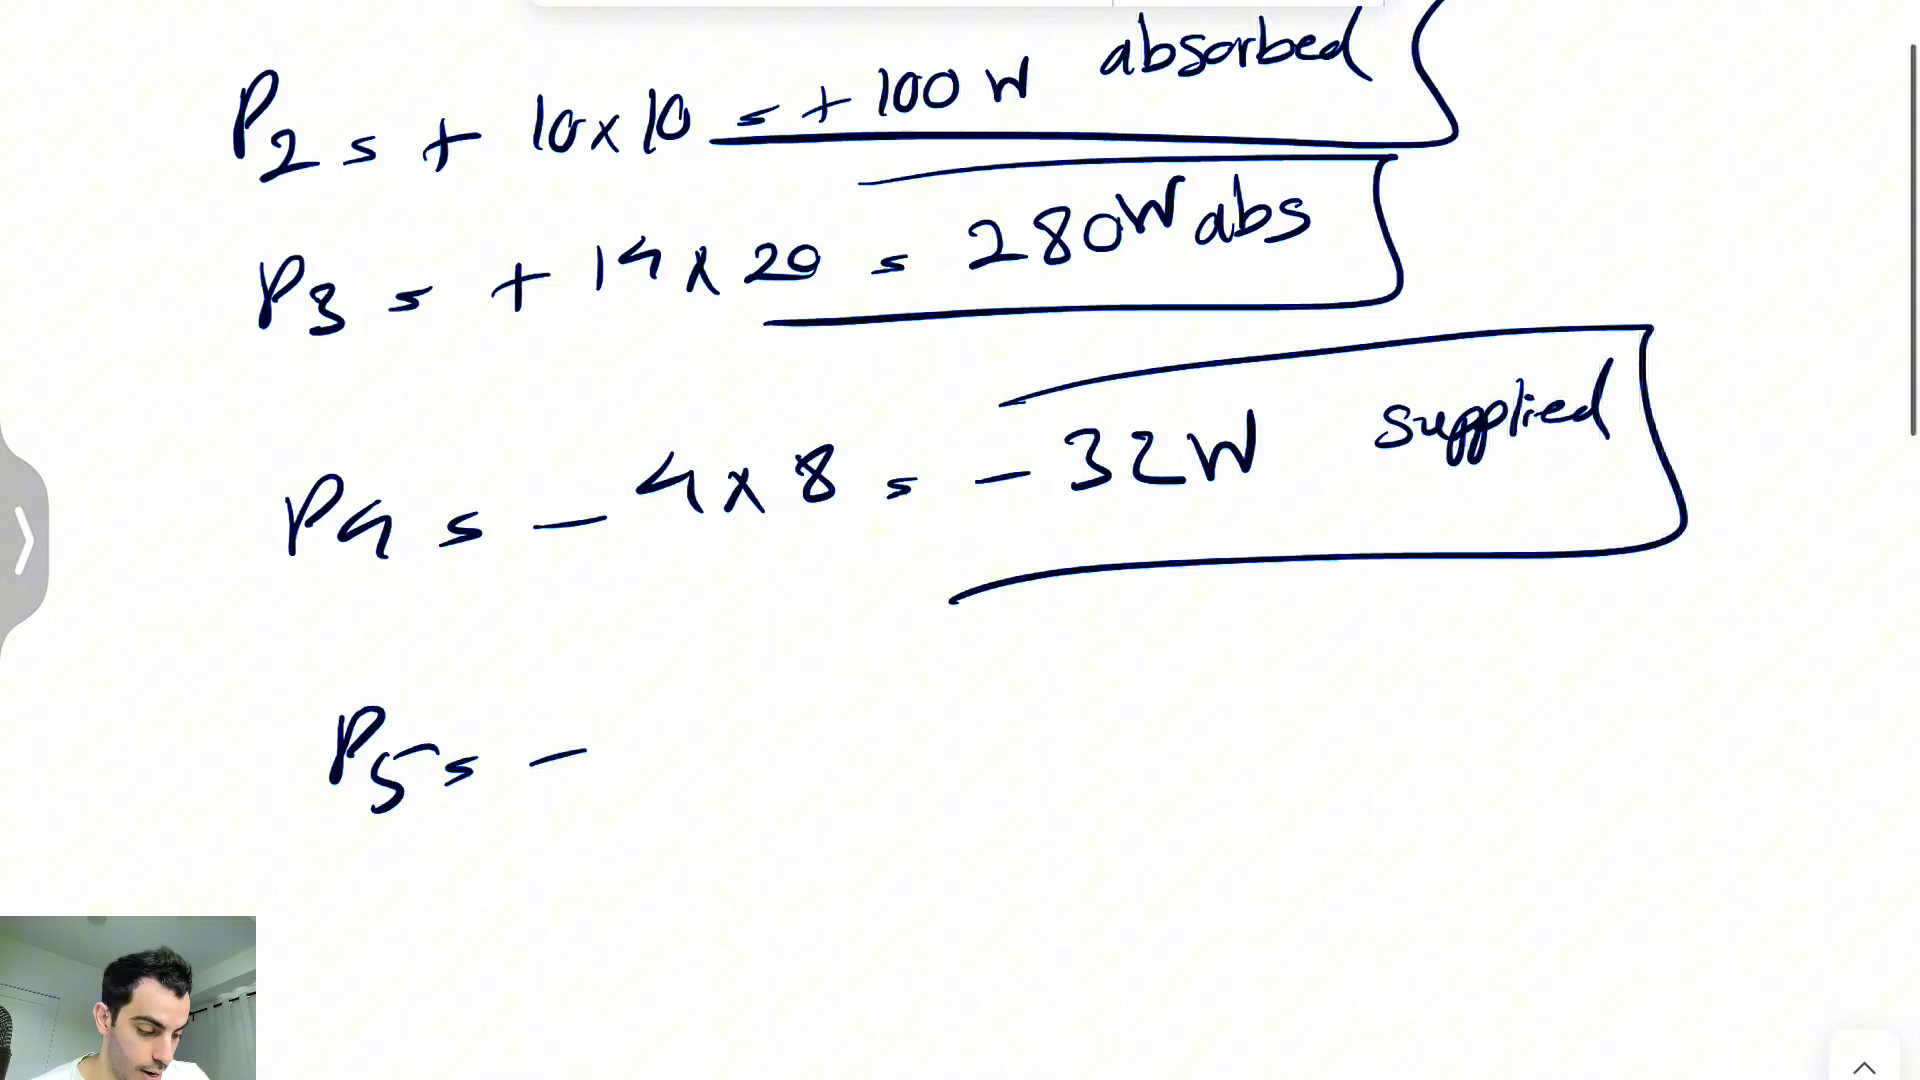 P2 = + 10 x 10 = + 100 W absorbed
P3 = + 14 x 20 = 280W abs
P4 = - 4 x 8 = - 32W supplied
P5 = -